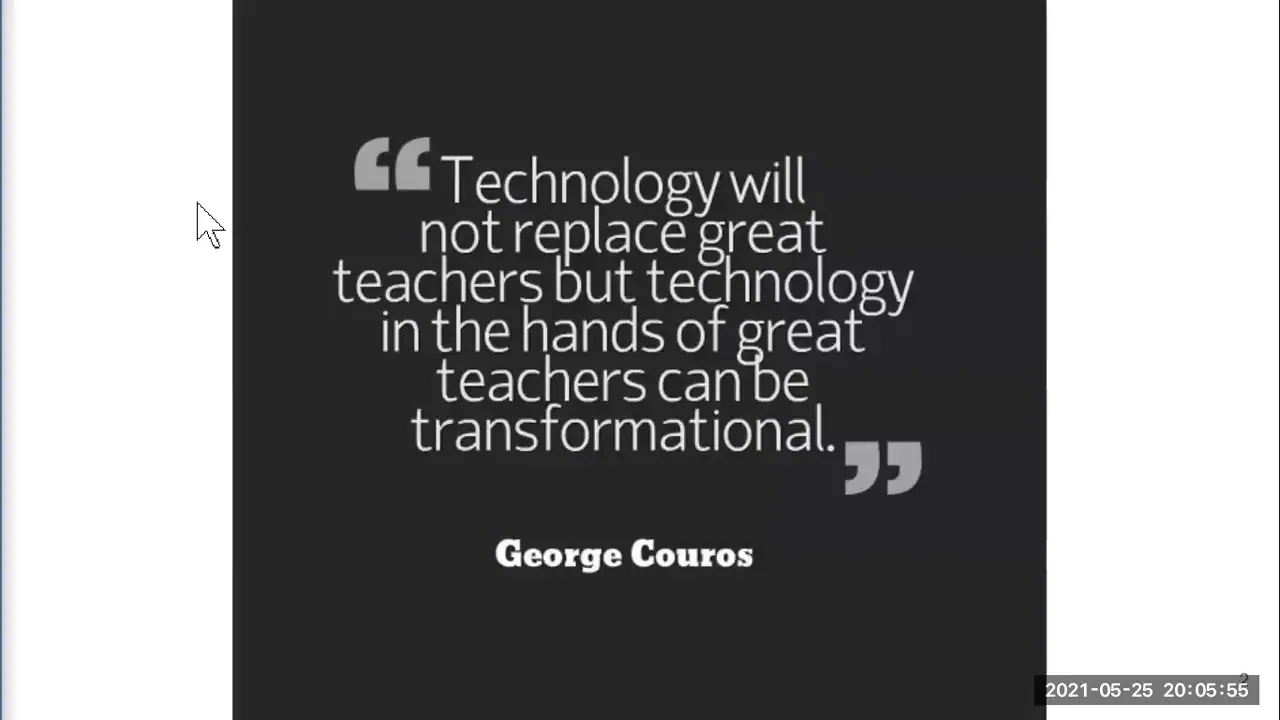 “Technology will
not replace great
teachers but technology
in the hands of great
teachers can be
transformational.”
George Couros
2
2021-05-25 20:05:55